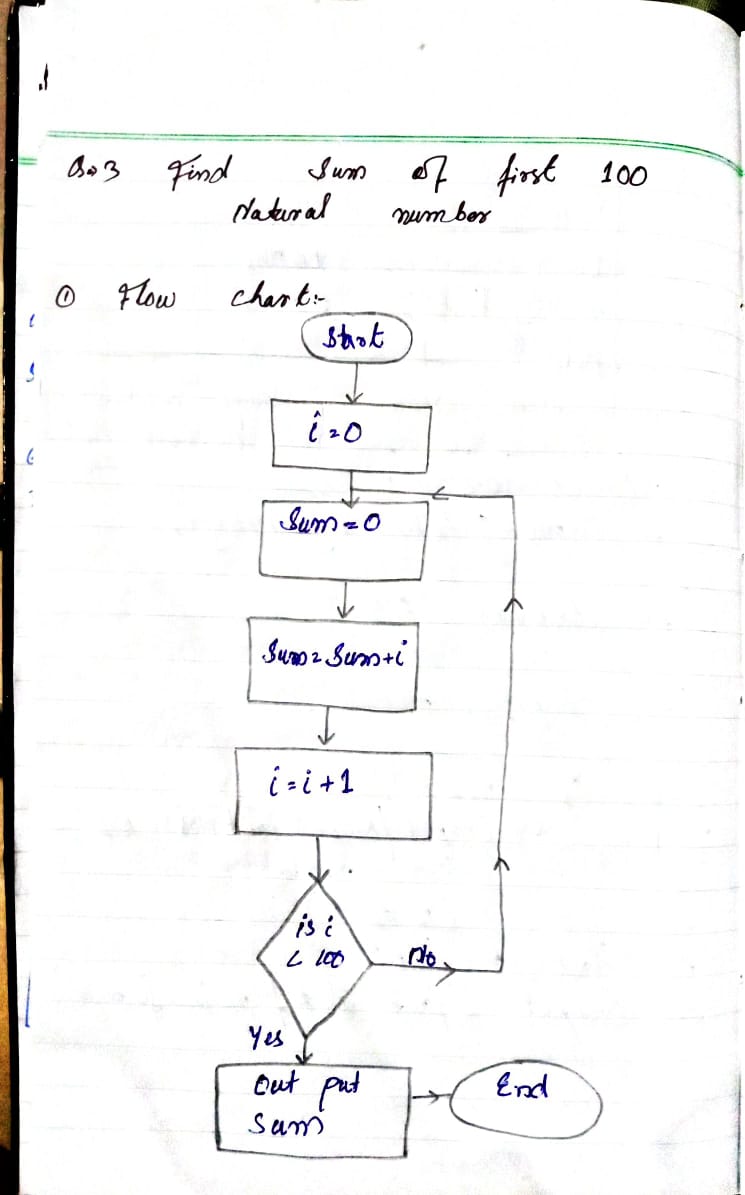 Qo3 Find Sum of first 100
Natural number
① Flow chart:-
Start
i=0
Sum=0
Sum=Sum+i
i=i+1
is i
< 100
No
Yes
Out put
Sum
End